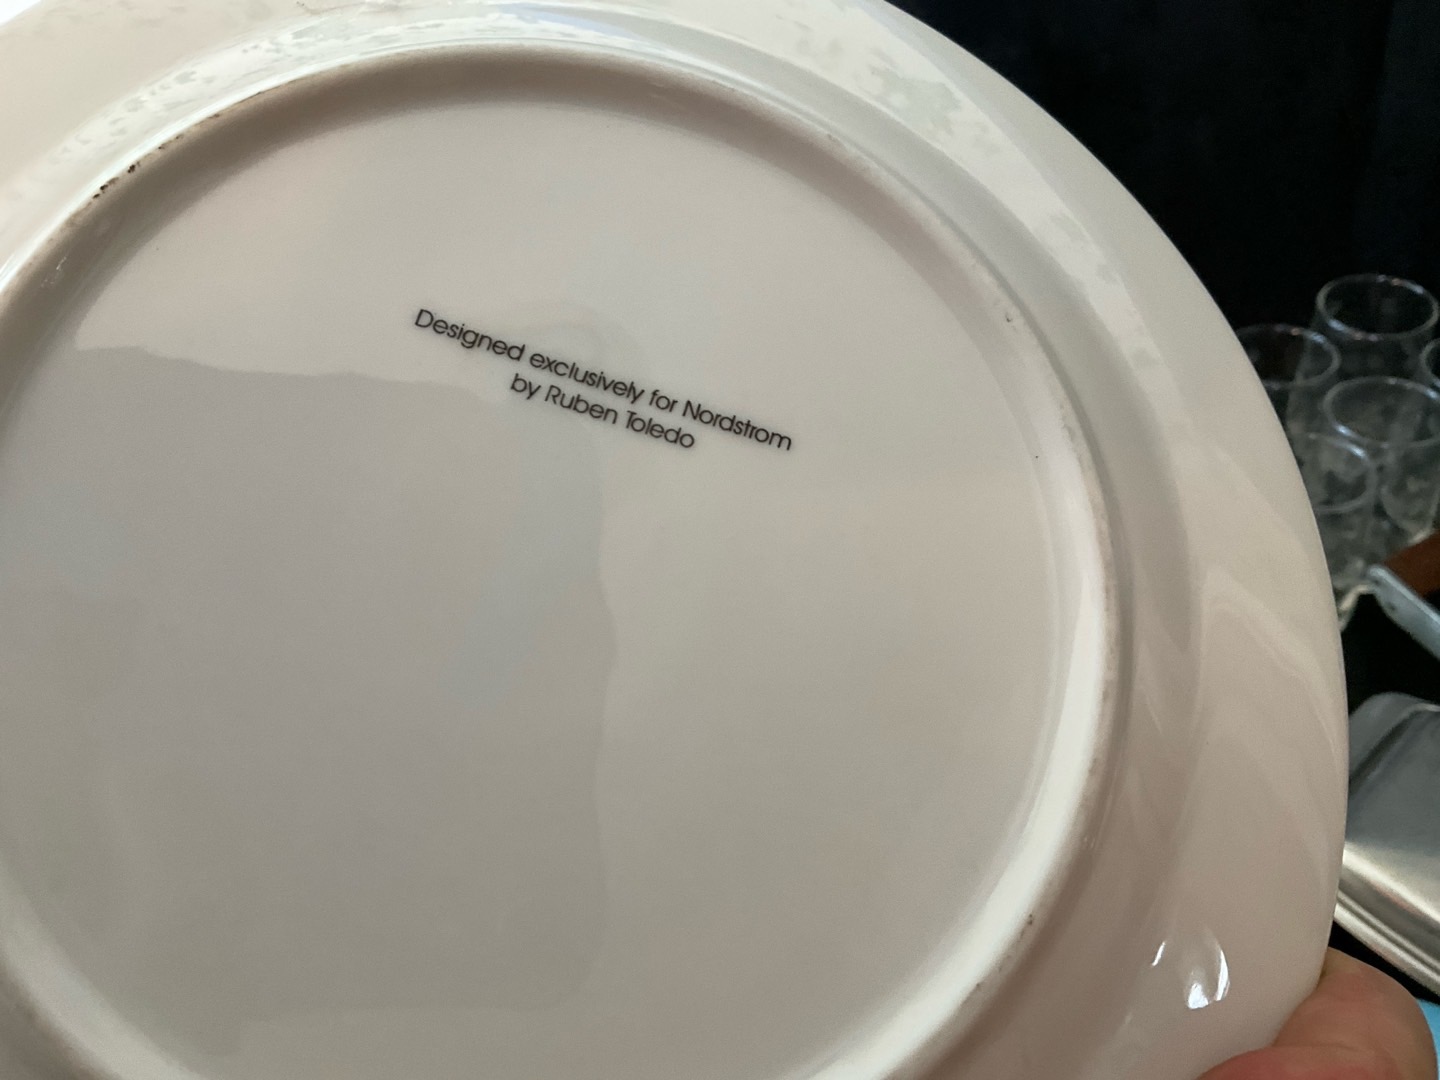 Designed exclusively for Nordstrom
by Ruben Toledo